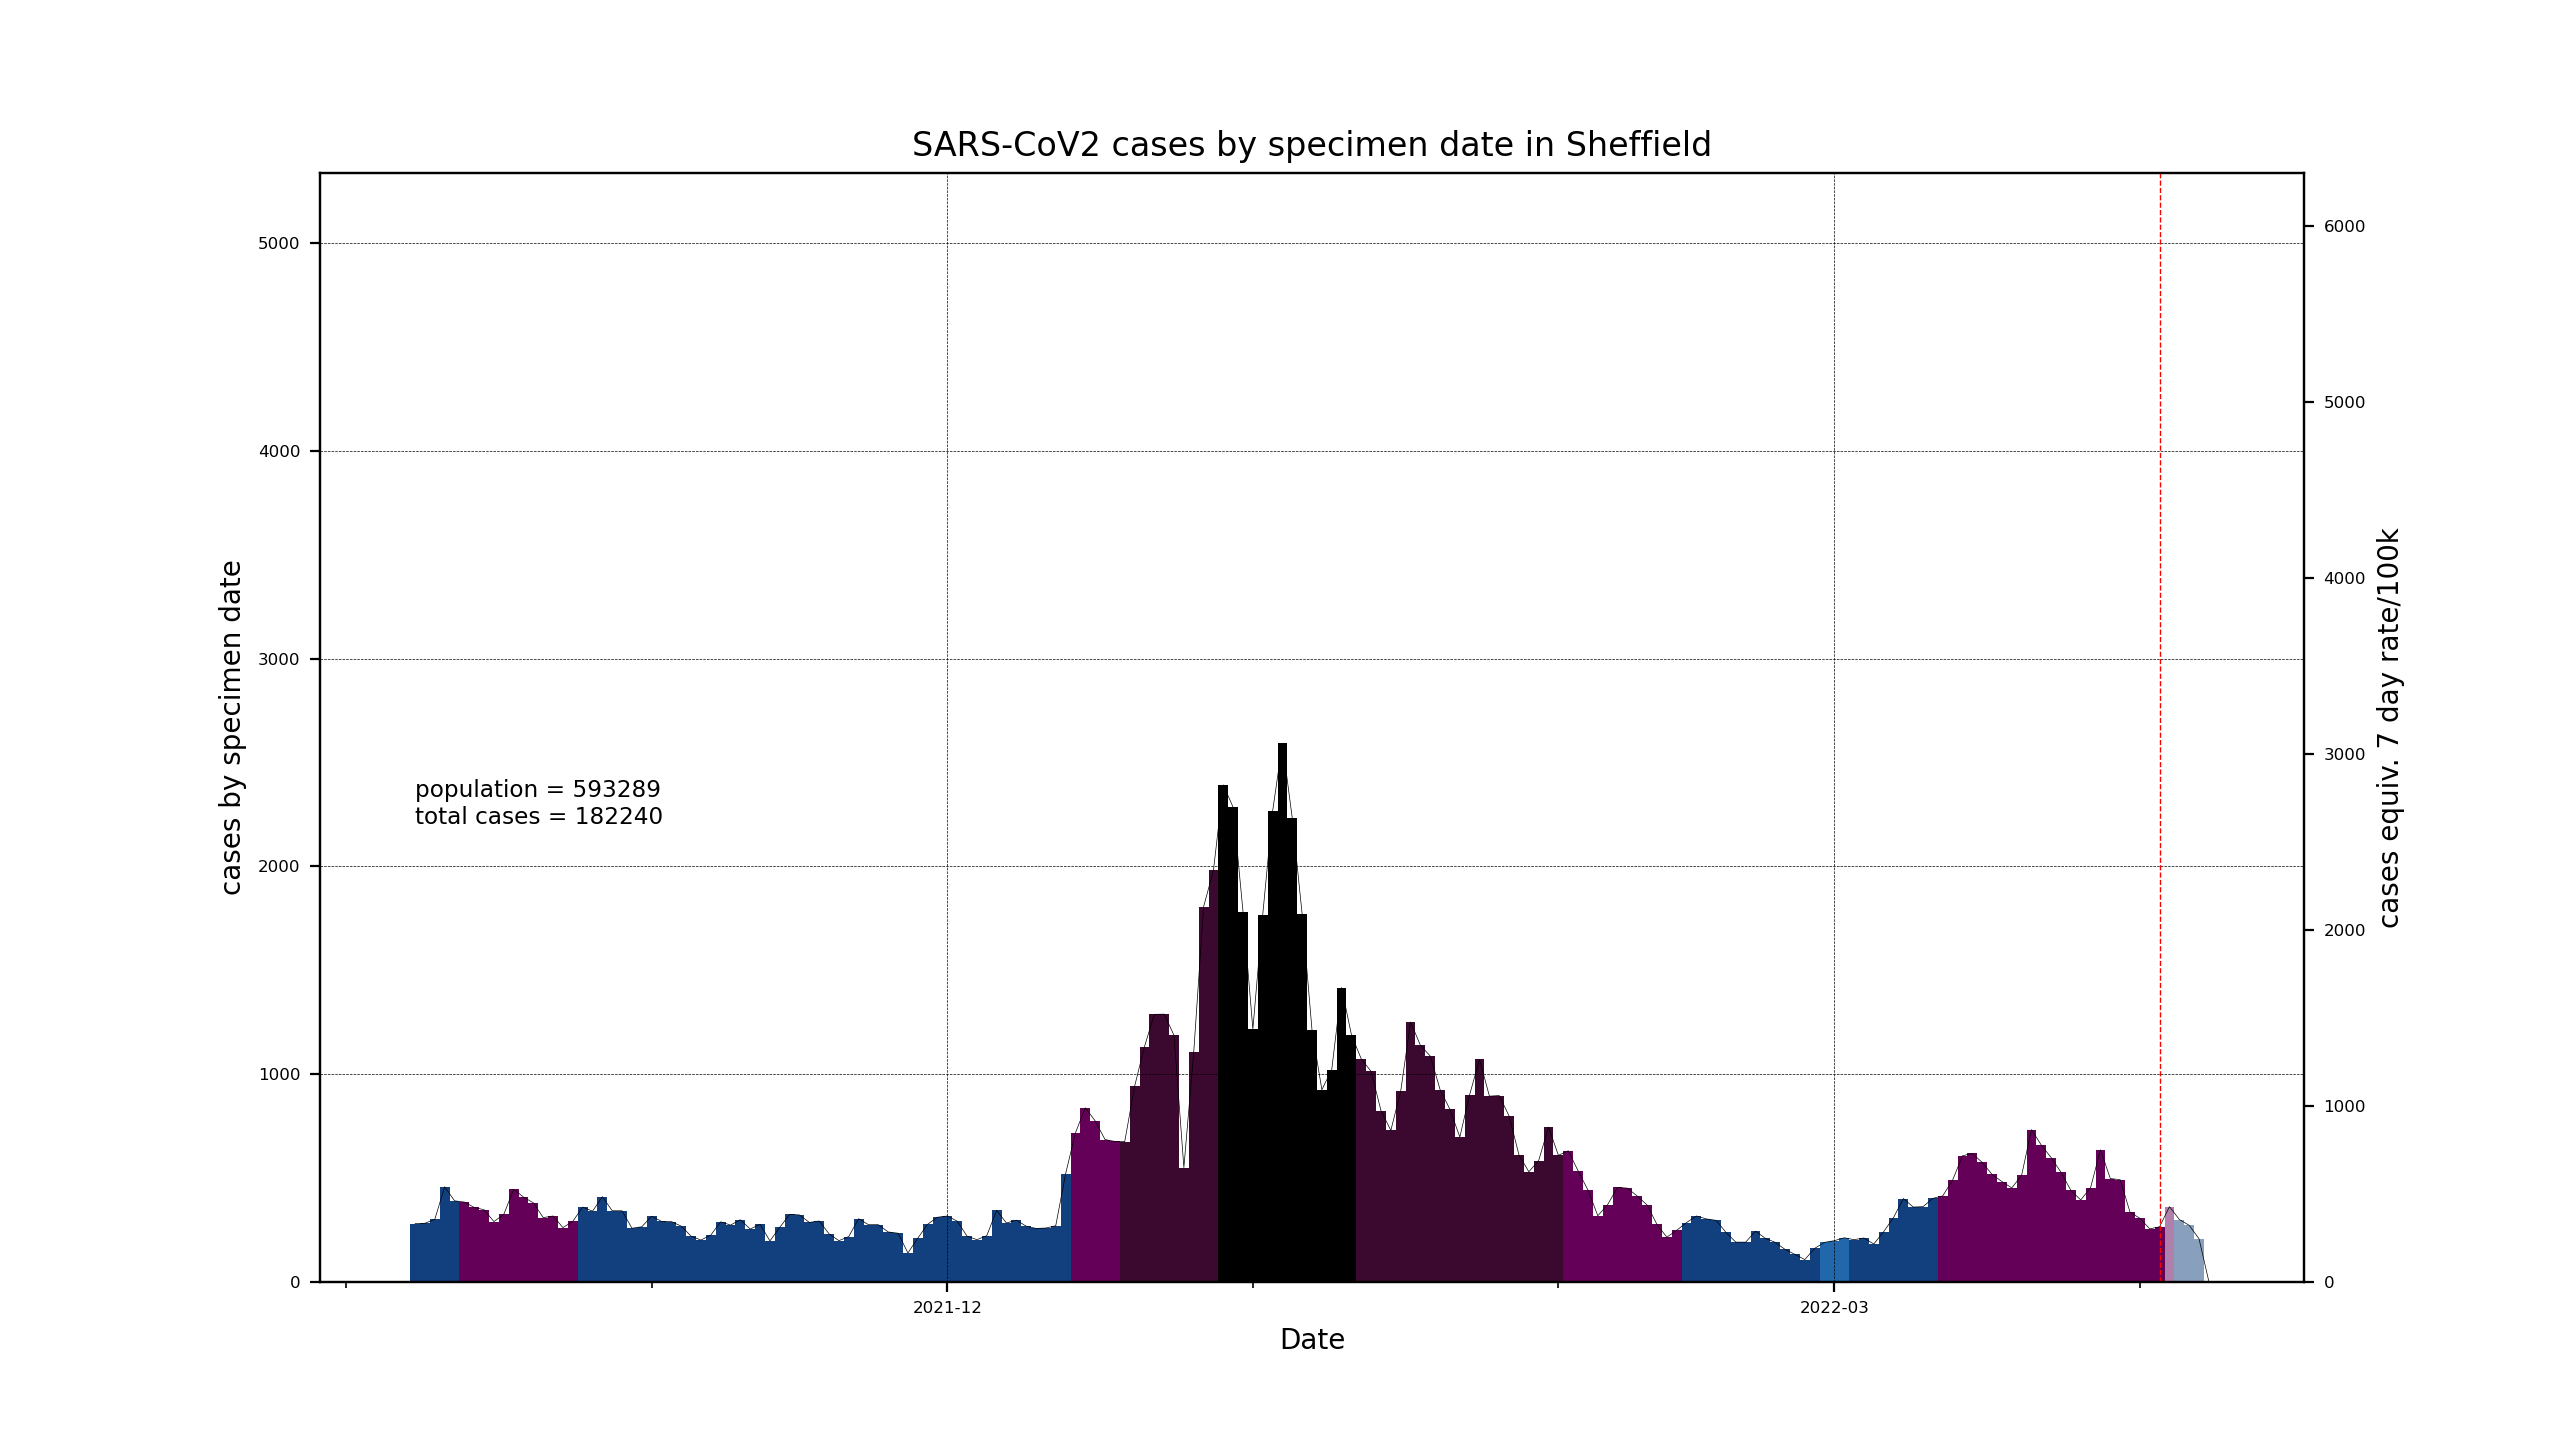 SARS-CoV2 cases by specimen date in Sheffield
cases by specimen date
5000
4000
3000
2000
1000
0
population = 593289
total cases = 182240
6000
5000
4000
3000
2000
1000
0
cases equiv. 7 day rate/100k
2021-12
2022-03
Date